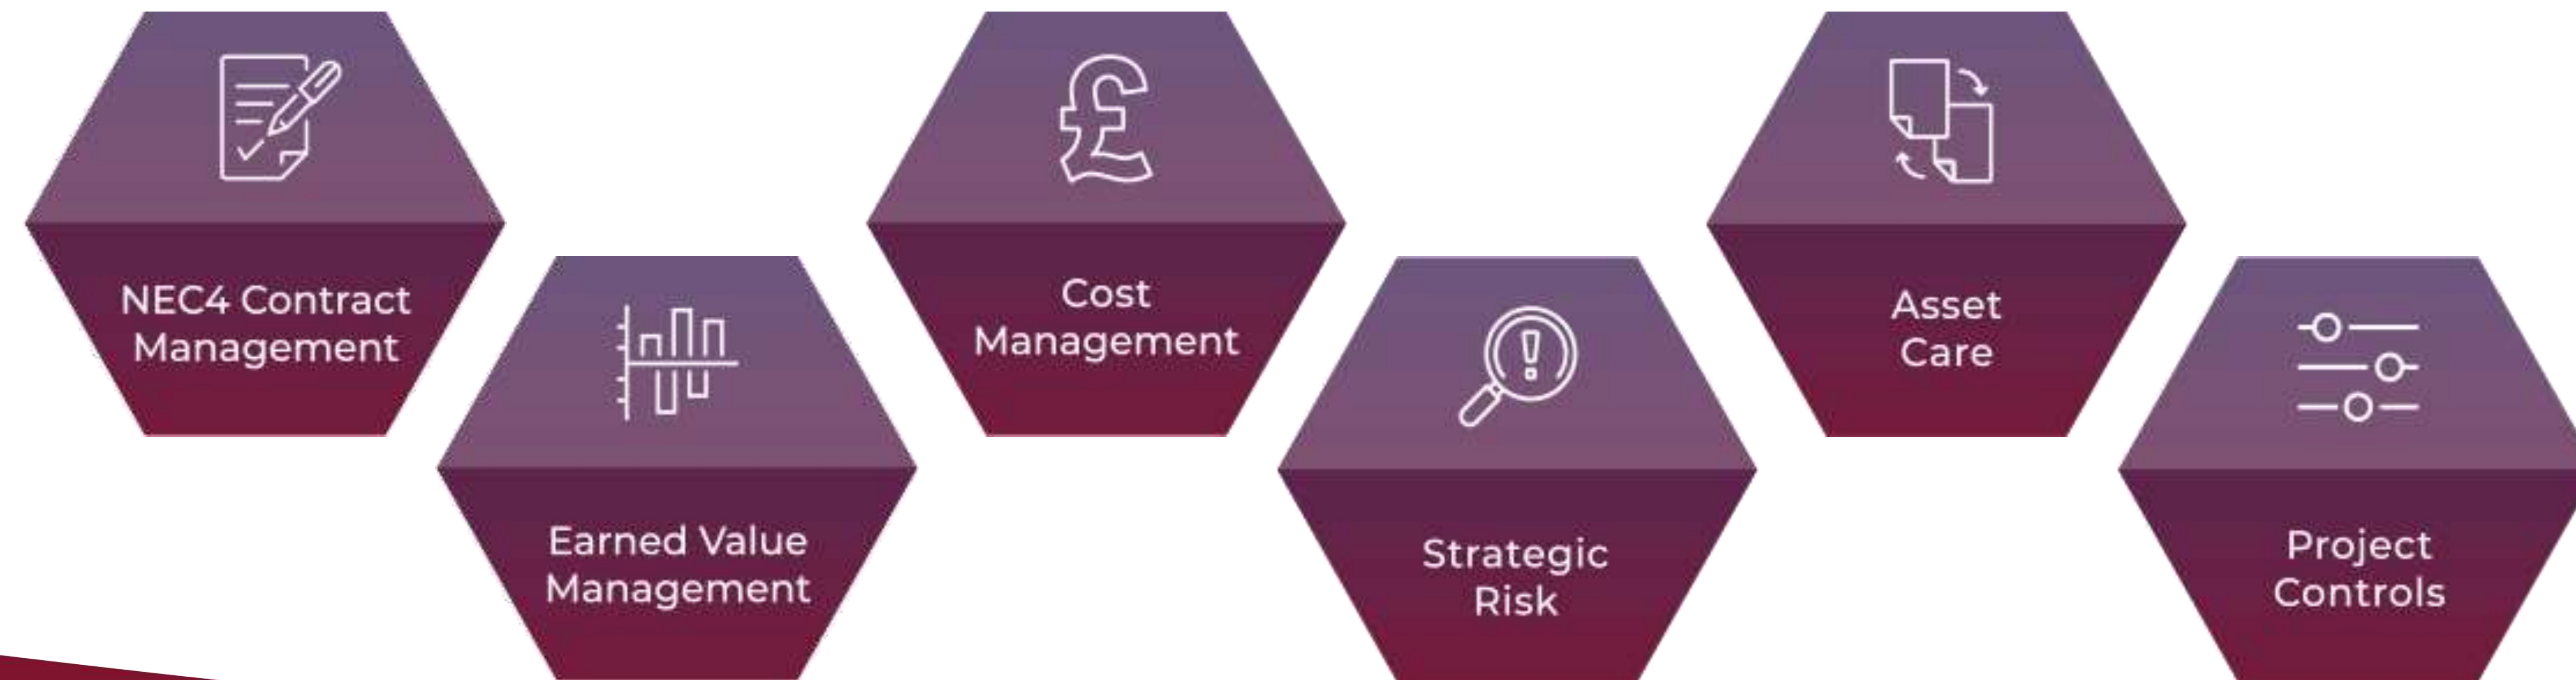 NEC4 Contract
Management
Earned Value
Management
Cost
Management
Strategic
Risk
Asset
Care
Project
Controls